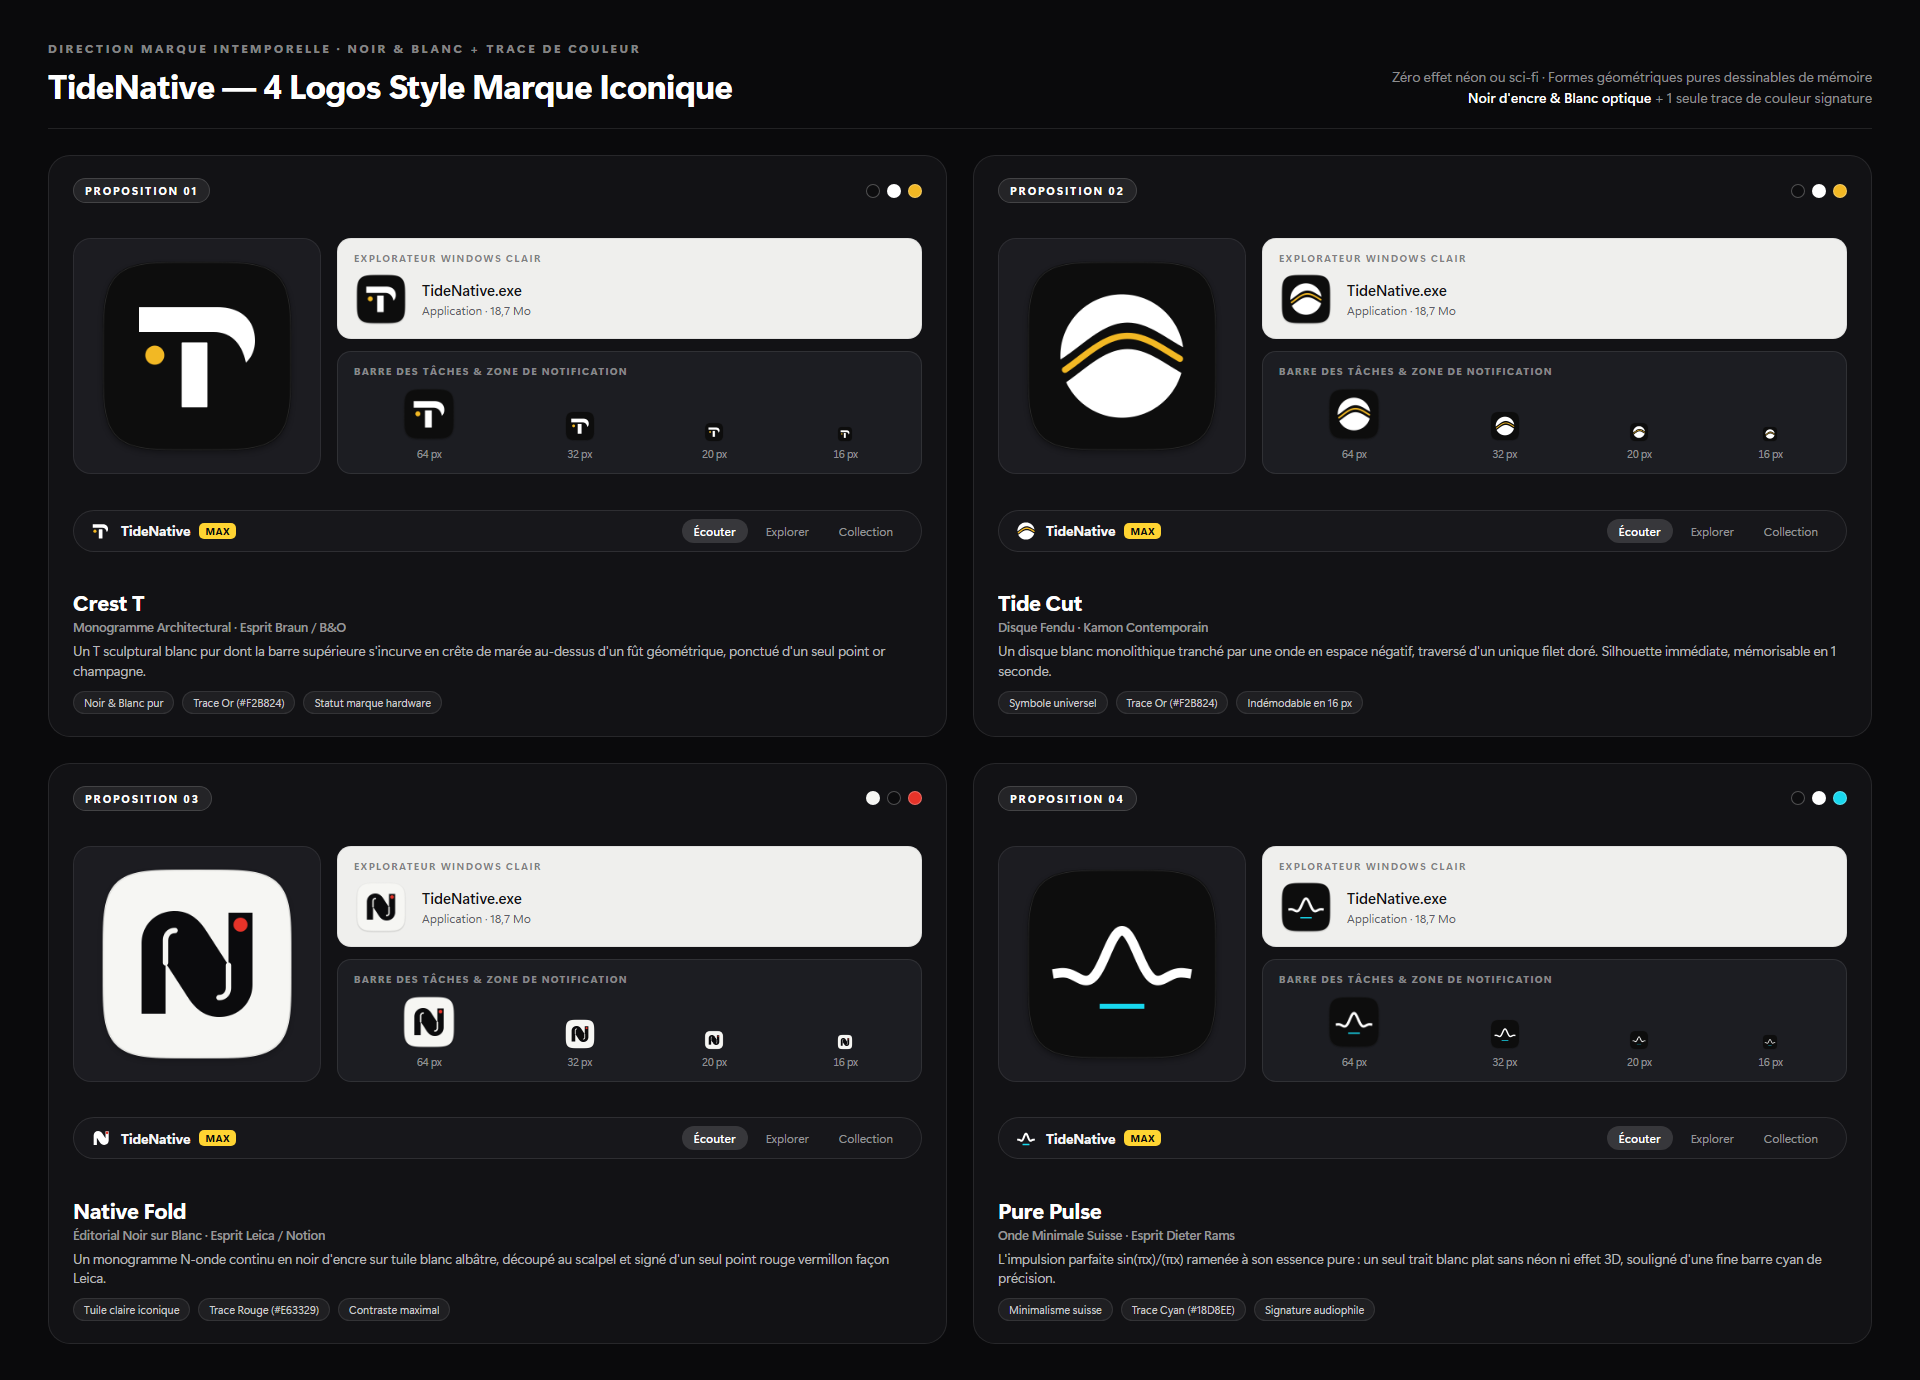 DIRECTION MARQUE INTEMPORELLE · NOIR & BLANC + TRACE DE COULEUR
TideNative — 4 Logos Style Marque Iconique
Zéro effet néon ou sci-fi · Formes géométriques pures dessinables de mémoire
Noir d'encre & Blanc optique + 1 seule trace de couleur signature
PROPOSITION 01
EXPLORATEUR WINDOWS CLAIR
TideNative.exe
Application · 18,7 Mo
BARRE DES TÂCHES & ZONE DE NOTIFICATION
64 px
32 px
20 px
16 px
TideNative MAX
Écouter
Explorer
Collection
Crest T
Monogramme Architectural · Esprit Braun / B&O
Un T sculptural blanc pur dont la barre supérieure s'incurve en crête de marée au-dessus d'un fût géométrique, ponctué d'un seul point or
champagne.
Noir & Blanc pur
Trace Or (#F2B824)
Statut marque hardware
PROPOSITION 02
EXPLORATEUR WINDOWS CLAIR
TideNative.exe
Application · 18,7 Mo
BARRE DES TÂCHES & ZONE DE NOTIFICATION
64 px
32 px
20 px
16 px
TideNative MAX
Écouter
Explorer
Collection
Tide Cut
Disque Fendu · Kamon Contemporain
Un disque blanc monolithique tranché par une onde en espace négatif, traversé d'un unique filet doré. Silhouette immédiate, mémorisable en 1
seconde.
Symbole universel
Trace Or (#F2B824)
Indémodable en 16 px
PROPOSITION 03
EXPLORATEUR WINDOWS CLAIR
TideNative.exe
Application · 18,7 Mo
BARRE DES TÂCHES & ZONE DE NOTIFICATION
64 px
32 px
20 px
16 px
TideNative MAX
Écouter
Explorer
Collection
Native Fold
Éditorial Noir sur Blanc · Esprit Leica / Notion
Un monogramme N-onde continu en noir d'encre sur tuile blanc albâtre, découpé au scalpel et signé d'un seul point rouge vermillon façon
Leica.
Tuile claire iconique
Trace Rouge (#E63329)
Contraste maximal
PROPOSITION 04
EXPLORATEUR WINDOWS CLAIR
TideNative.exe
Application · 18,7 Mo
BARRE DES TÂCHES & ZONE DE NOTIFICATION
64 px
32 px
20 px
16 px
TideNative MAX
Écouter
Explorer
Collection
Pure Pulse
Onde Minimale Suisse · Esprit Dieter Rams
L'impulsion parfaite sin(πx)/(πx) ramenée à son essence pure : un seul trait blanc plat sans néon ni effet 3D, souligné d'une fine barre cyan de
précision.
Minimalisme suisse
Trace Cyan (#18D8EE)
Signature audiophile